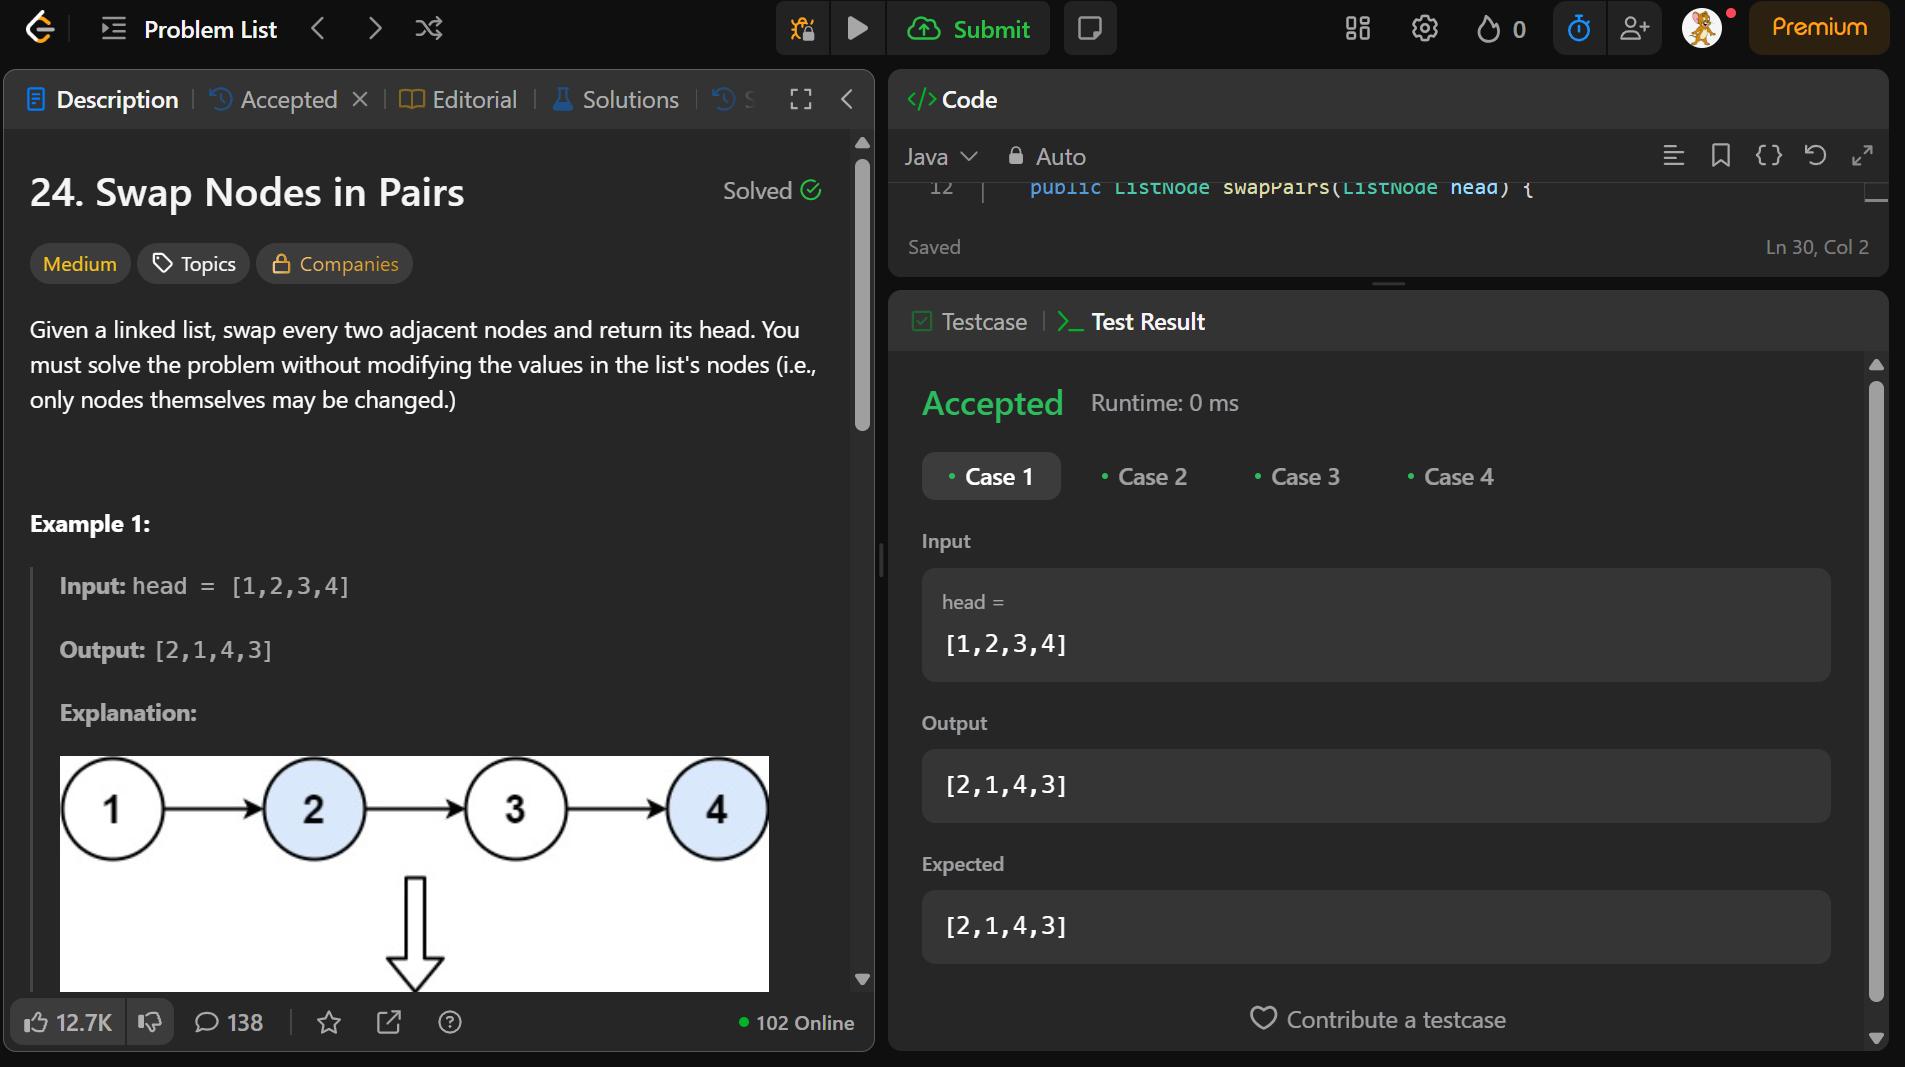 Problem List
Submit
0
Premium
Description
Accepted
Editorial
Solutions
24. Swap Nodes in Pairs
Solved
Medium
Topics
Companies
Given a linked list, swap every two adjacent nodes and return its head. You
must solve the problem without modifying the values in the list's nodes (i.e.,
only nodes themselves may be changed.)
Example 1:
Input: head = [1,2,3,4]
Output: [2,1,4,3]
Explanation:
1 2 3 4
12.7K
138
102 Online
</> Code
Java
Auto
12 public ListNode swapPairs(ListNode head) {
Saved
Ln 30, Col 2
Testcase
>_ Test Result
Accepted
Runtime: 0 ms
Case 1
Case 2
Case 3
Case 4
Input
head =
[1,2,3,4]
Output
[2,1,4,3]
Expected
[2,1,4,3]
Contribute a testcase